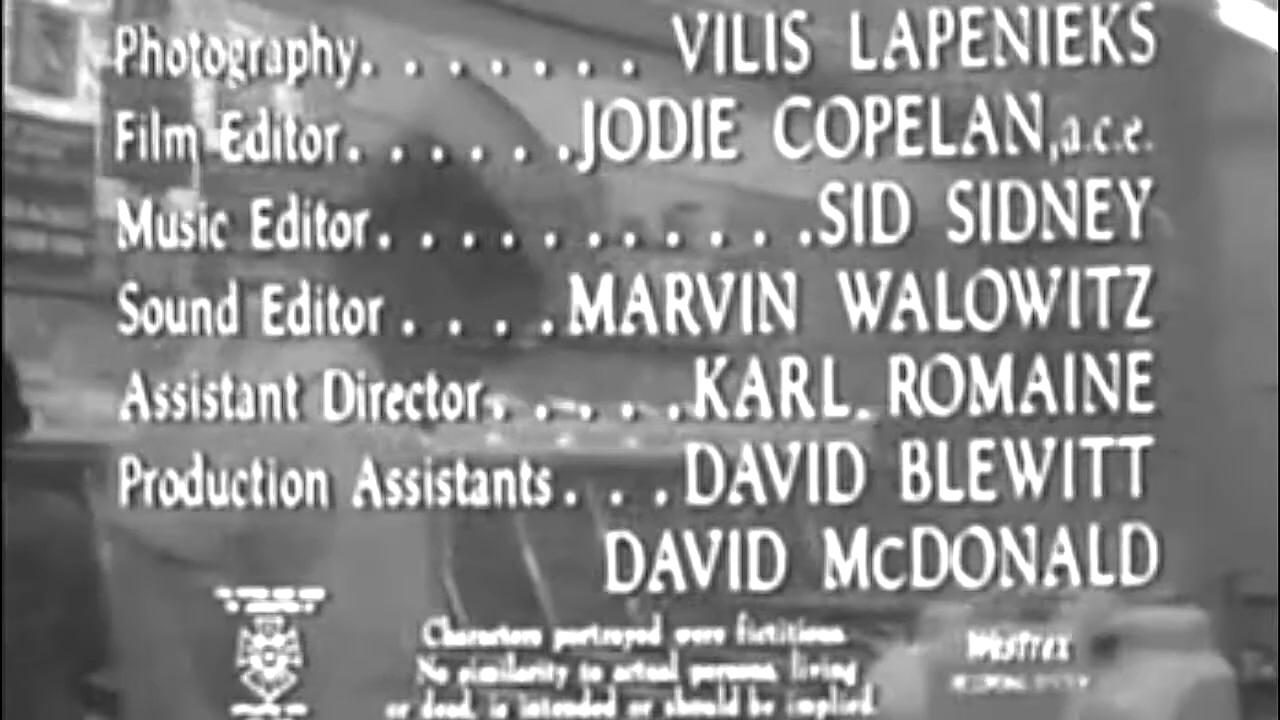 Photography. . . . . . . . VILIS LAPENIEKS
Film Editor. . . . . . .JODIE COPELAN,a.c.e.
Music Editor. . . . . . . . . . . .SID SIDNEY
Sound Editor . . . . .MARVIN WALOWITZ
Assistant Director. . . . . .KARL ROMAINE
Production Assistants. . . .DAVID BLEWITT
DAVID McDONALD
Characters portrayed were fictitious.
No similarity to actual persons, living
or dead, is intended or should be implied.
Westrex
RECORDING SYSTEM